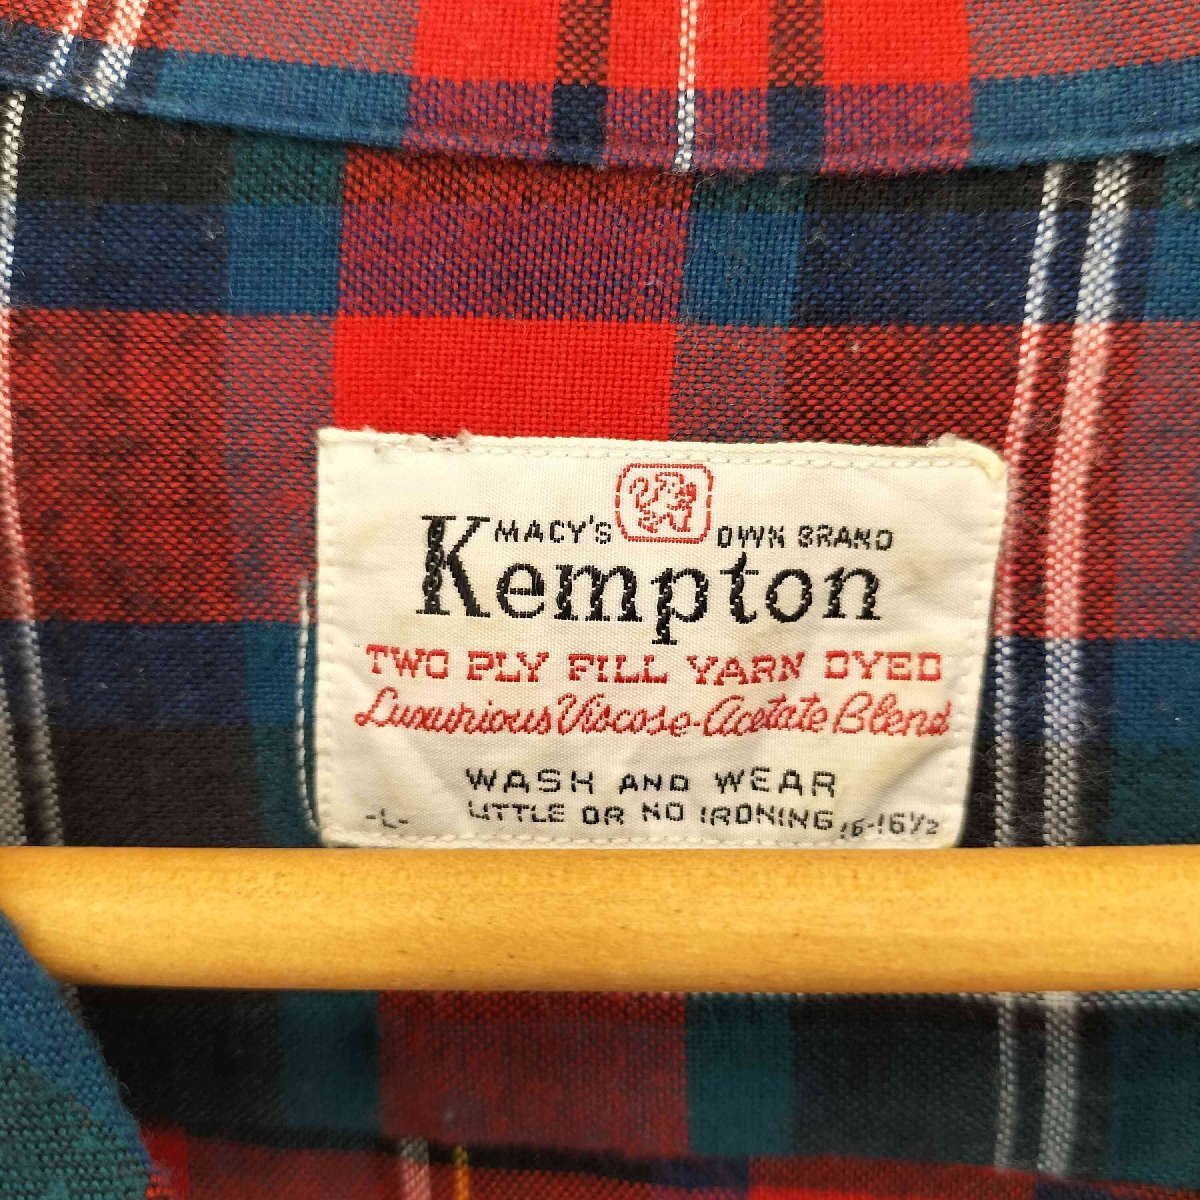 MACY'S OWN BRAND
Kempton
TWO PLY FILL YARN DYED
Luxurious Viscose-Acetate Blend
WASH AND WEAR
LITTLE OR NO IRONING
-L- 16-16½